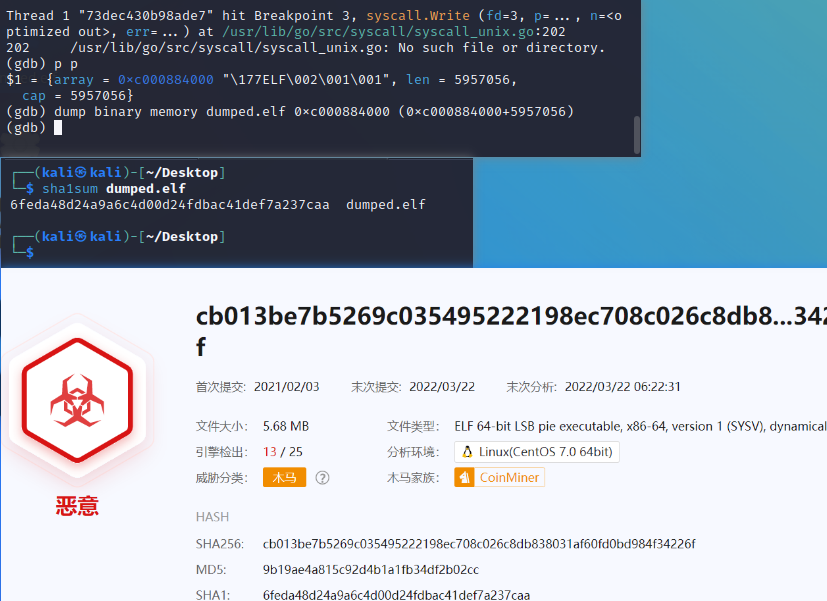 Thread 1 "73dec430b98ade7" hit Breakpoint 3, syscall.Write (fd=3, p=..., n=<o
ptimized out>, err=...) at /usr/lib/go/src/syscall/syscall_unix.go:202
202     /usr/lib/go/src/syscall/syscall_unix.go: No such file or directory.
(gdb) p p
$1 = {array = 0xc000884000 "\177ELF\002\001\001", len = 5957056,
  cap = 5957056}
(gdb) dump binary memory dumped.elf 0xc000884000 (0xc000884000+5957056)
(gdb)
┌──(kali㉿kali)-[~/Desktop]
└─$ sha1sum dumped.elf
6feda48d24a9a6c4d00d24fdbac41def7a237caa  dumped.elf
┌──(kali㉿kali)-[~/Desktop]
└─$
cb013be7b5269c035495222198ec708c026c8db8...342
f
首次提交: 2021/02/03 末次提交: 2022/03/22 末次分析: 2022/03/22 06:22:31
文件大小: 5.68 MB 文件类型: ELF 64-bit LSB pie executable, x86-64, version 1 (SYSV), dynamical
引擎检出: 13 / 25 分析环境: Linux(CentOS 7.0 64bit)
威胁分类: 木马 ? 木马家族: CoinMiner
恶意
HASH
SHA256: cb013be7b5269c035495222198ec708c026c8db838031af60fd0bd984f34226f
MD5: 9b19ae4a815c92d4b1a1fb34df2b02cc
SHA1: 6feda48d24a9a6c4d00d24fdbac41def7a237caa